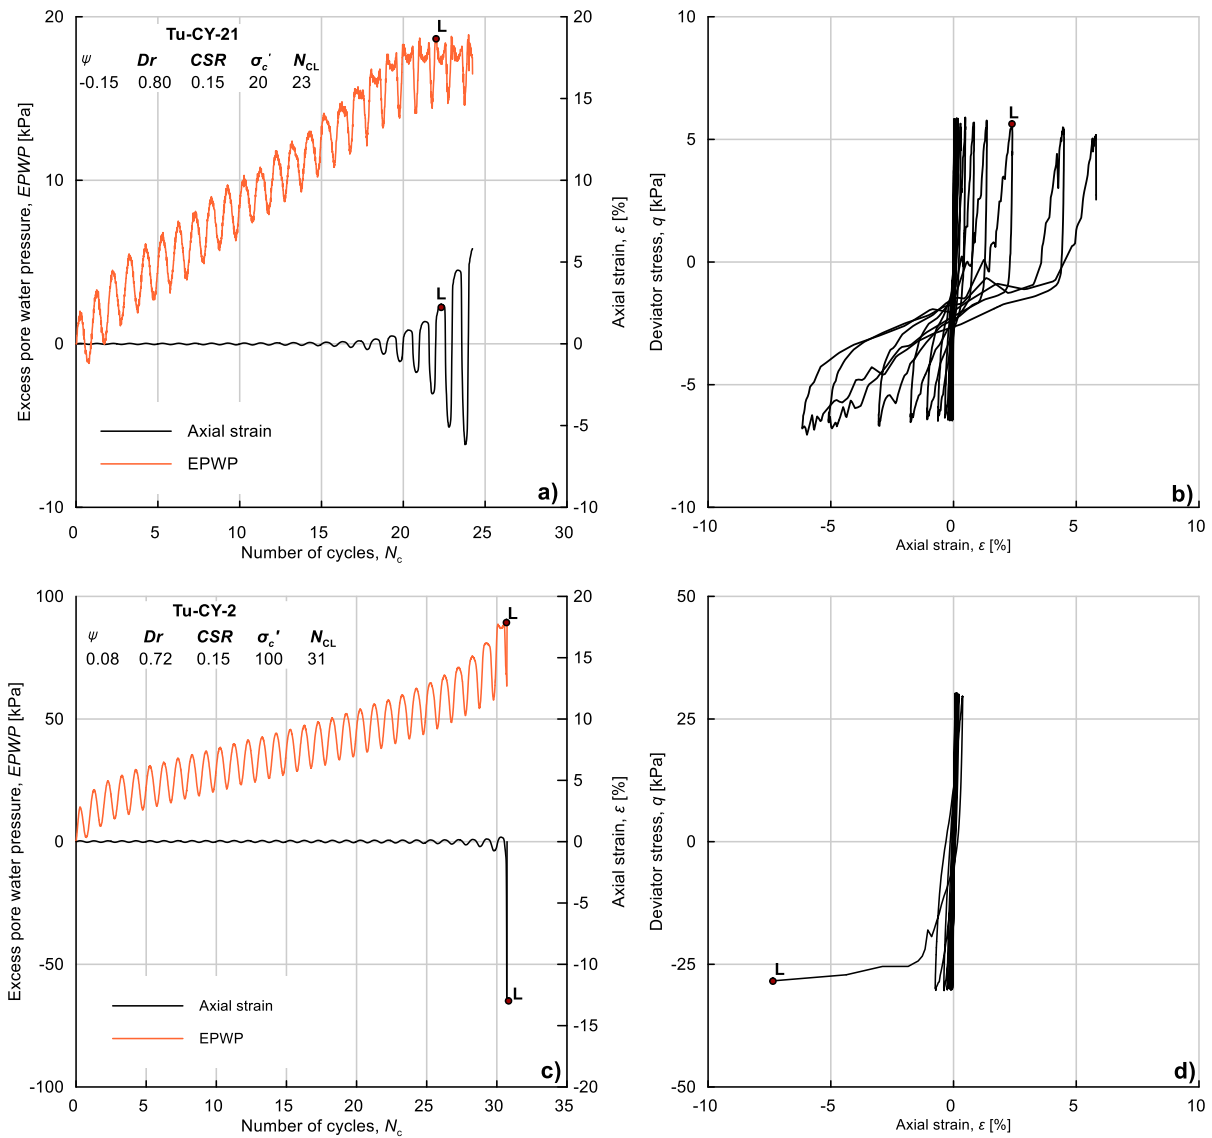 Tu-CY-21
ψ Dr CSR σc' NCL
-0.15 0.80 0.15 20 23
20
10
0
-10
Excess pore water pressure, EPWP [kPa]
20
15
10
5
0
-5
-10
Axial strain, ε [%]
L
L
Axial strain
EPWP
a)
0 5 10 15 20 25 30
Number of cycles, Nc
10
5
0
-5
-10
Deviator stress, q [kPa]
L
b)
-10 -5 0 5 10
Axial strain, ε [%]
Tu-CY-2
ψ Dr CSR σc' NCL
0.08 0.72 0.15 100 31
100
50
0
-50
-100
Excess pore water pressure, EPWP [kPa]
20
15
10
5
0
-5
-10
-15
-20
Axial strain, ε [%]
L
L
Axial strain
EPWP
c)
0 5 10 15 20 25 30 35
Number of cycles, Nc
50
25
0
-25
-50
Deviator stress, q [kPa]
L
d)
-10 -5 0 5 10
Axial strain, ε [%]